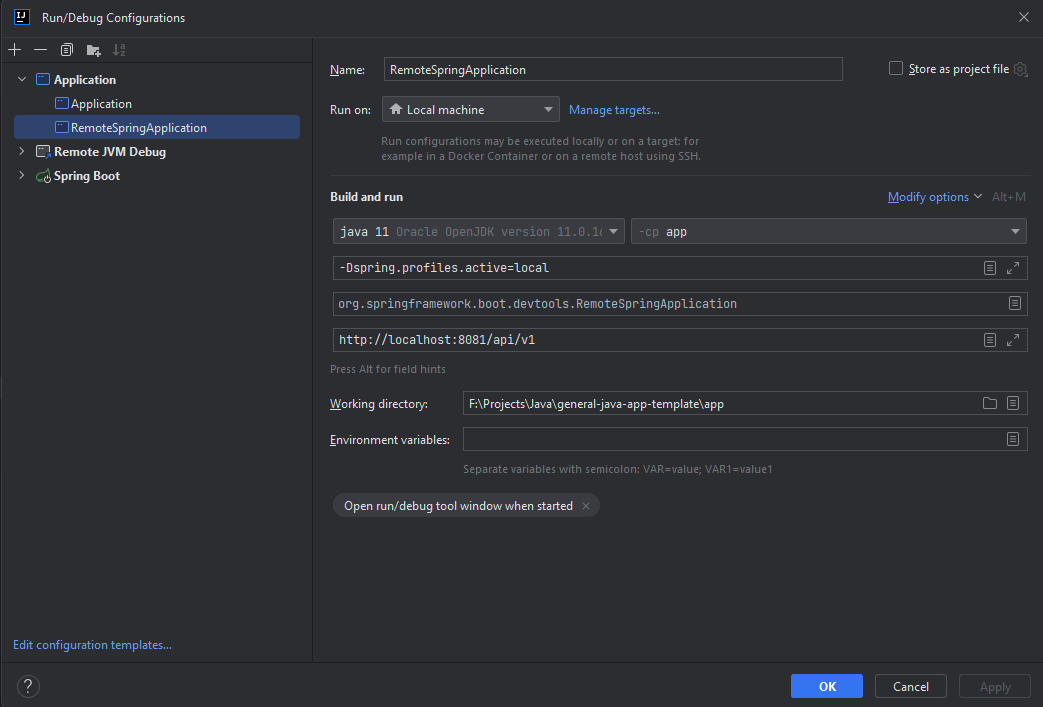 Run/Debug Configurations
Application
Application
RemoteSpringApplication
Remote JVM Debug
Spring Boot
Edit configuration templates...
Name: RemoteSpringApplication Store as project file
Run on: Local machine Manage targets...
Run configurations may be executed locally or on a target: for
example in a Docker Container or on a remote host using SSH.
Build and run Modify options Alt+M
java 11 Oracle OpenJDK version 11.0.1 -cp app
-Dspring.profiles.active=local
org.springframework.boot.devtools.RemoteSpringApplication
http://localhost:8081/api/v1
Press Alt for field hints
Working directory: F:\Projects\Java\general-java-app-template\app
Environment variables:
Separate variables with semicolon: VAR=value; VAR1=value1
Open run/debug tool window when started
? OK Cancel Apply